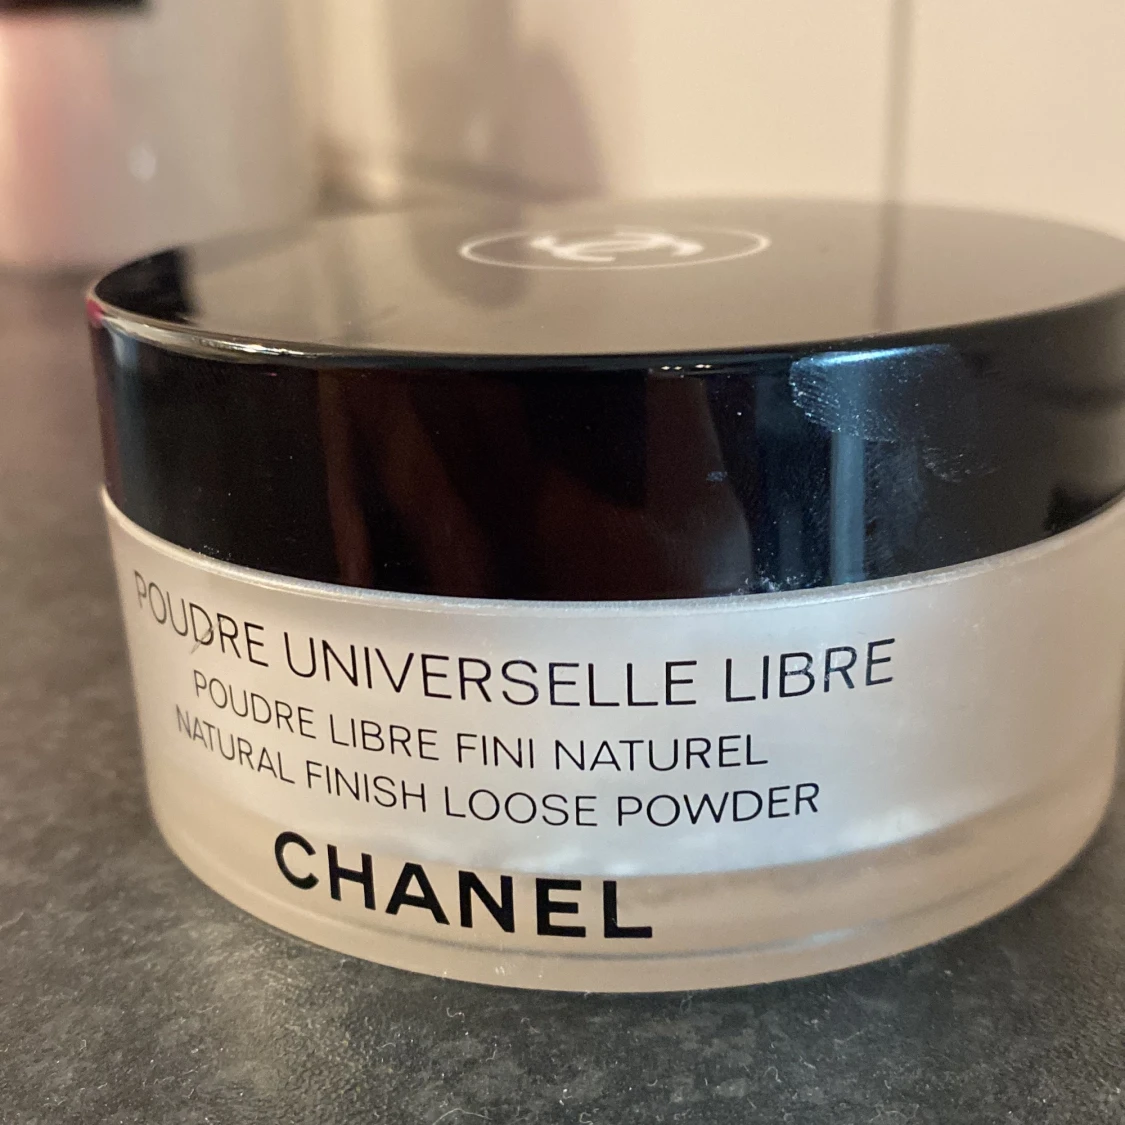 POUDRE UNIVERSELLE LIBRE
POUDRE LIBRE FINI NATUREL
NATURAL FINISH LOOSE POWDER
CHANEL